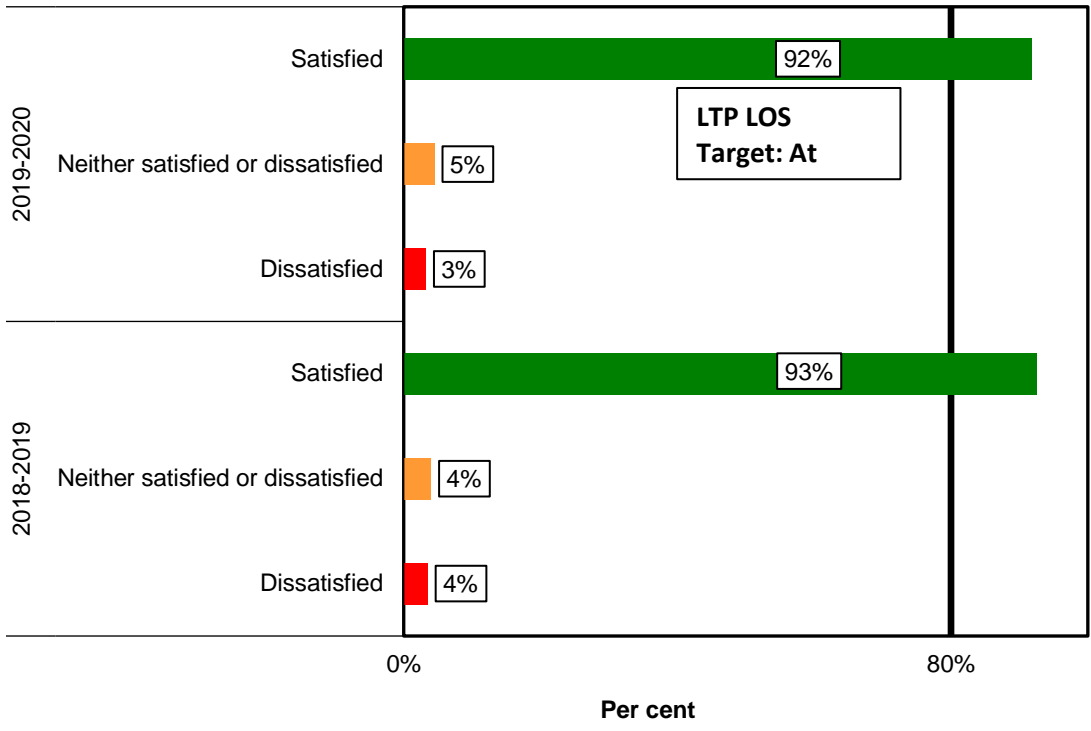 2019-2020
Satisfied
92%
LTP LOS
Target: At
Neither satisfied or dissatisfied
5%
Dissatisfied
3%
2018-2019
Satisfied
93%
Neither satisfied or dissatisfied
4%
Dissatisfied
4%
0%
80%
Per cent